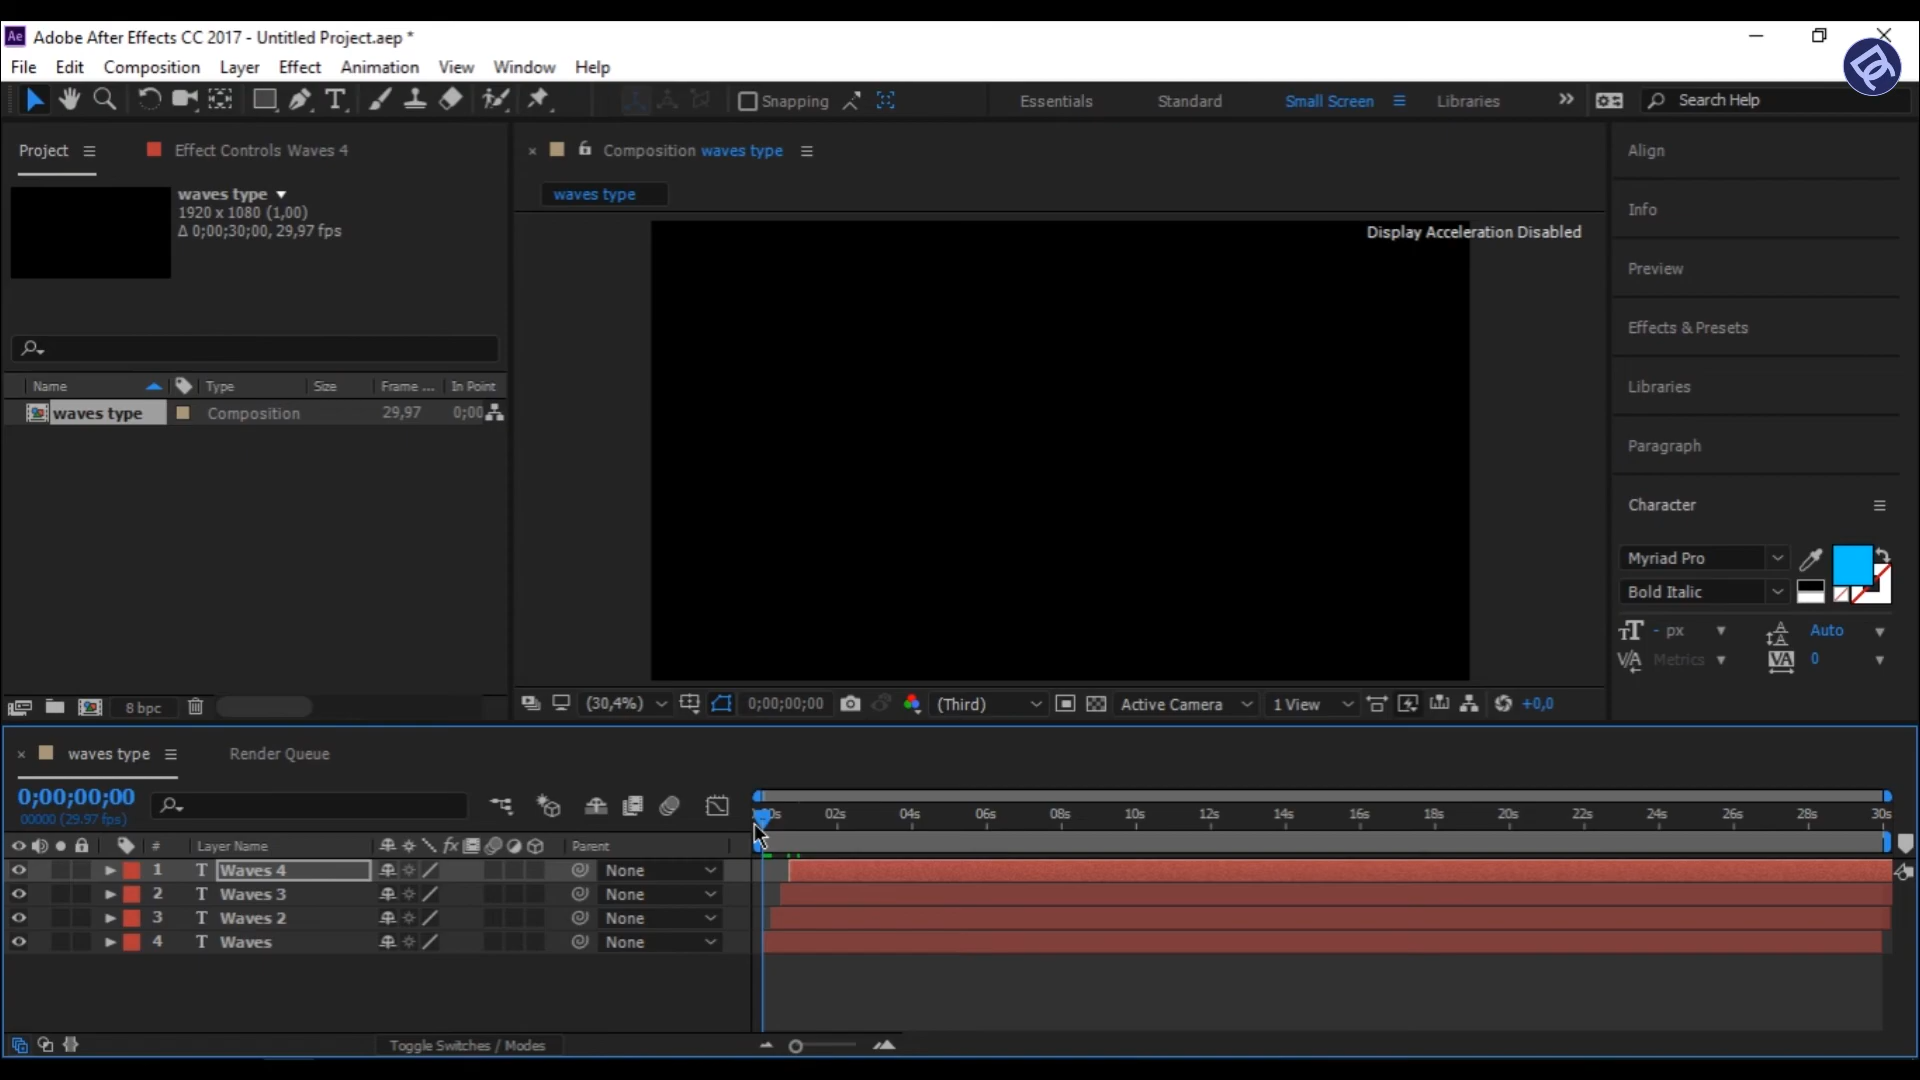 Ae Adobe After Effects CC 2017 - Untitled Project.aep *
File Edit Composition Layer Effect Animation View Window Help
T Snapping Essentials Standard Small Screen Libraries Search Help
Project Effect Controls Waves 4 Composition waves type Align
waves type
1920 x 1080 (1,00)
Δ 0;00;30;00, 29,97 fps
waves type
Display Acceleration Disabled
Info
Preview
Effects & Presets
Libraries
Paragraph
Character
Name Type Size Frame ... In Point
waves type Composition 29,97 0;00
Myriad Pro
Bold Italic
- px Auto
Metrics 0
8 bpc (30,4%) 0;00;00;00 (Third) Active Camera 1 View +0,0
waves type Render Queue
0;00;00;00
00000 (29.97 fps)
02s 04s 06s 08s 10s 12s 14s 16s 18s 20s 22s 24s 26s 28s 30s
# Layer Name fx Parent
1 T Waves 4 None
2 T Waves 3 None
3 T Waves 2 None
4 T Waves None
Toggle Switches / Modes